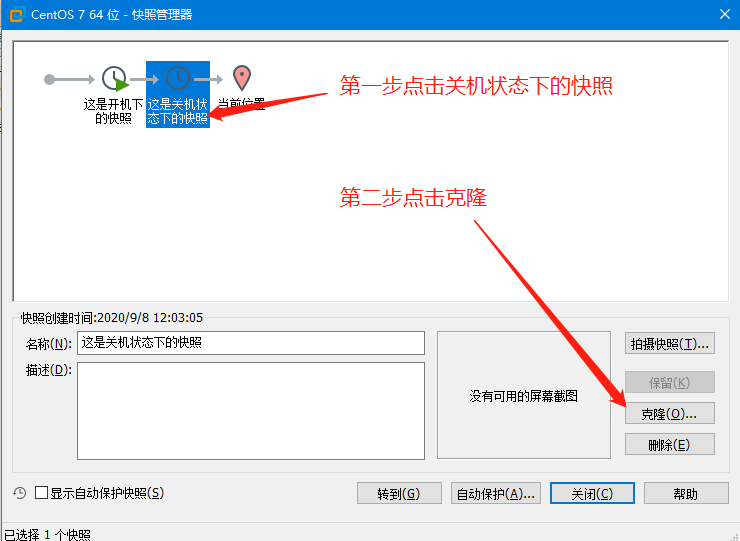 CentOS 7 64 位 - 快照管理器
第一步点击关机状态下的快照
这是开机下
的快照
这是关机状
态下的快照
当前位置
第二步点击克隆
快照创建时间:2020/9/8 12:03:05
名称(N):
这是关机状态下的快照
拍摄快照(T)...
描述(D):
没有可用的屏幕截图
保留(K)
克隆(O)...
删除(E)
显示自动保护快照(S)
转到(G)
自动保护(A)...
关闭(C)
帮助
已选择 1 个快照